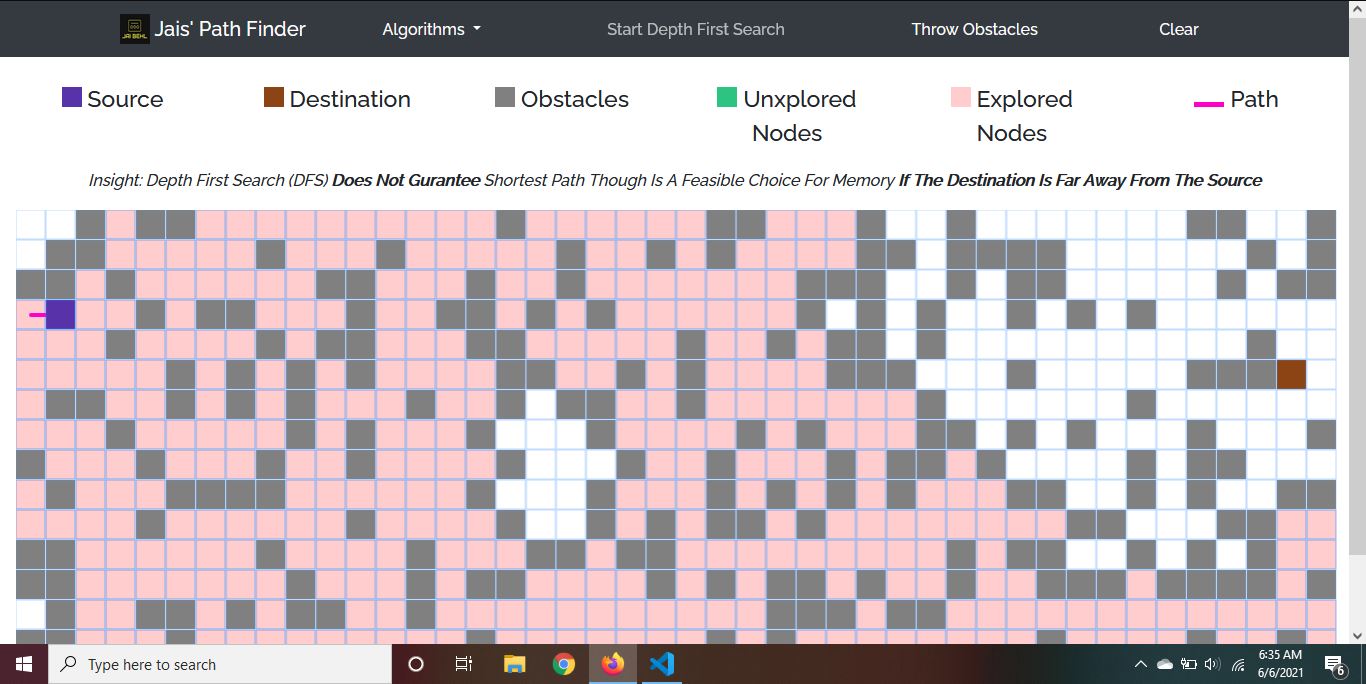 JAI BEHL
Jais' Path Finder
Algorithms
Start Depth First Search
Throw Obstacles
Clear
Source
Destination
Obstacles
Unxplored
Nodes
Explored
Nodes
Path
Insight: Depth First Search (DFS) Does Not Gurantee Shortest Path Though Is A Feasible Choice For Memory If The Destination Is Far Away From The Source
Type here to search
6:35 AM
6/6/2021
6